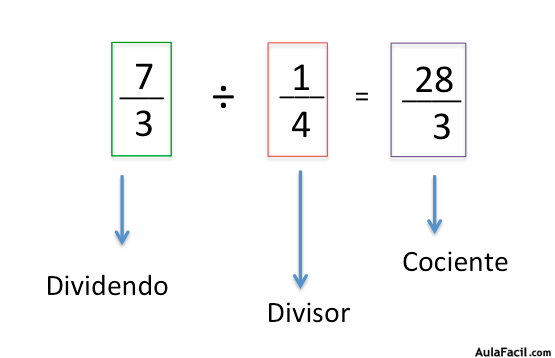 7/3 ÷ 1/4 = 28/3
Dividendo
Divisor
Cociente
AulaFacil.com